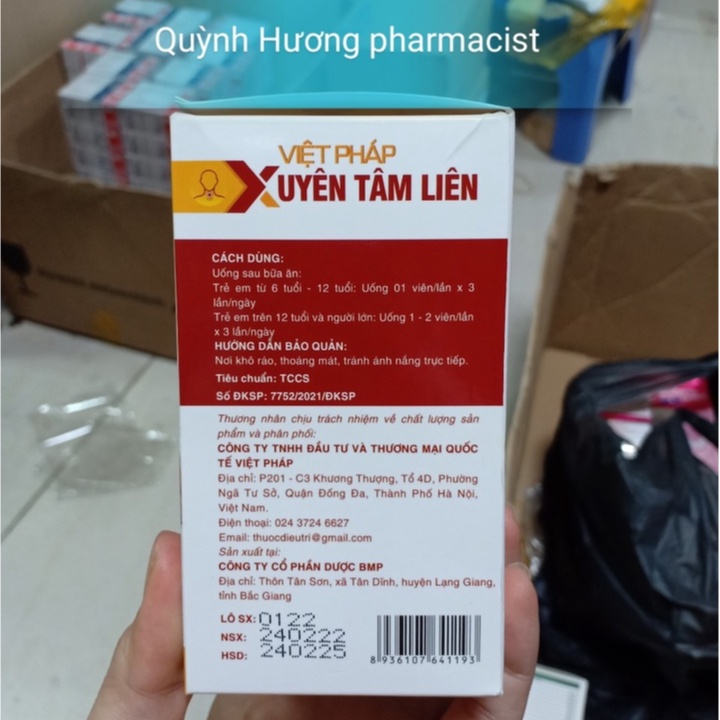 Quỳnh Hương pharmacist
VIỆT PHÁP
XUYÊN TÂM LIÊN
CÁCH DÙNG:
Uống sau bữa ăn:
Trẻ em từ 6 tuổi - 12 tuổi: Uống 01 viên/lần x 3
lần/ngày
Trẻ em trên 12 tuổi và người lớn: Uống 1 - 2 viên/lần
x 3 lần/ngày
HƯỚNG DẪN BẢO QUẢN:
Nơi khô ráo, thoáng mát, tránh ánh nắng trực tiếp.
Tiêu chuẩn: TCCS
Số ĐKSP: 7752/2021/ĐKSP
Thương nhân chịu trách nhiệm về chất lượng sản
phẩm và phân phối:
CÔNG TY TNHH ĐẦU TƯ VÀ THƯƠNG MẠI QUỐC
TẾ VIỆT PHÁP
Địa chỉ: P201 - C3 Khương Thượng, Tổ 4D, Phường
Ngã Tư Sở, Quận Đống Đa, Thành Phố Hà Nội,
Việt Nam.
Điện thoại: 024 3724 6627
Email: thuocdieutri@gmail.com
Sản xuất tại:
CÔNG TY CỔ PHẦN DƯỢC BMP
Địa chỉ: Thôn Tân Sơn, xã Tân Dĩnh, huyện Lạng Giang,
tỉnh Bắc Giang
LÔ SX: 0122
NSX: 240222
HSD: 240225
8 936107 641193